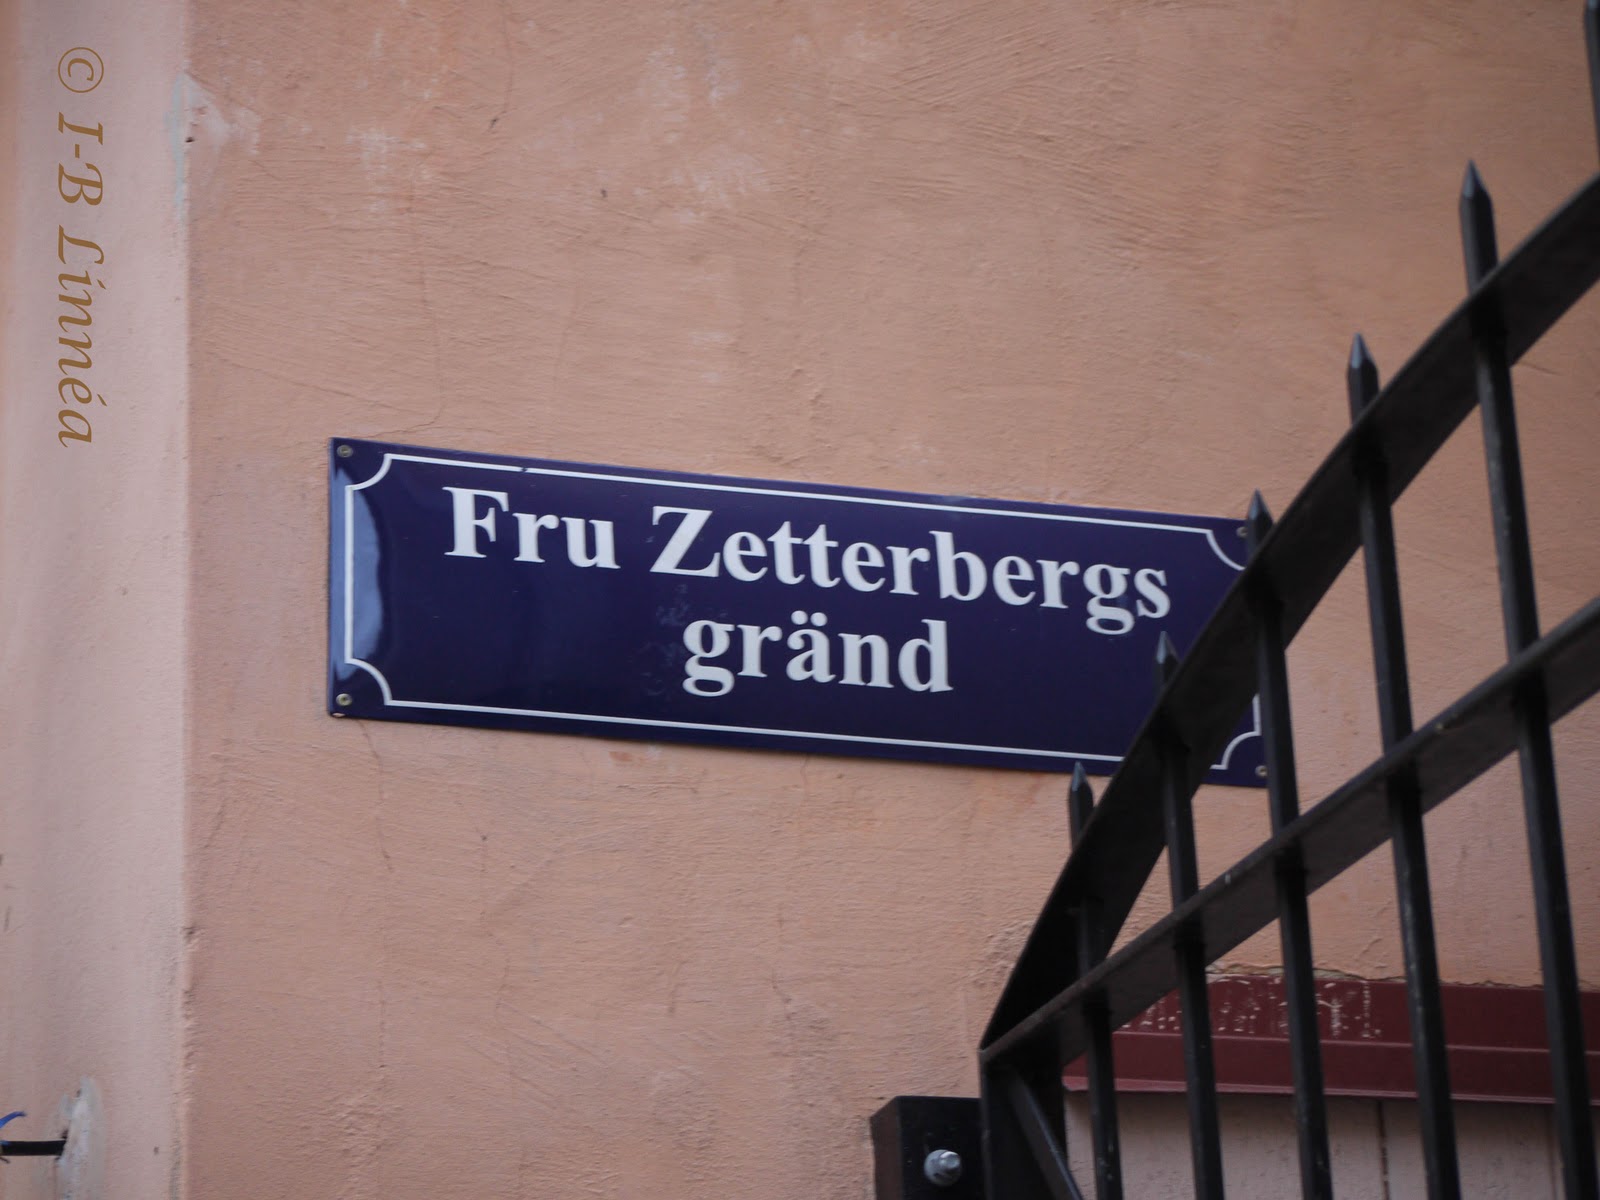 © I-B Linnéa
Fru Zetterbergs
gränd